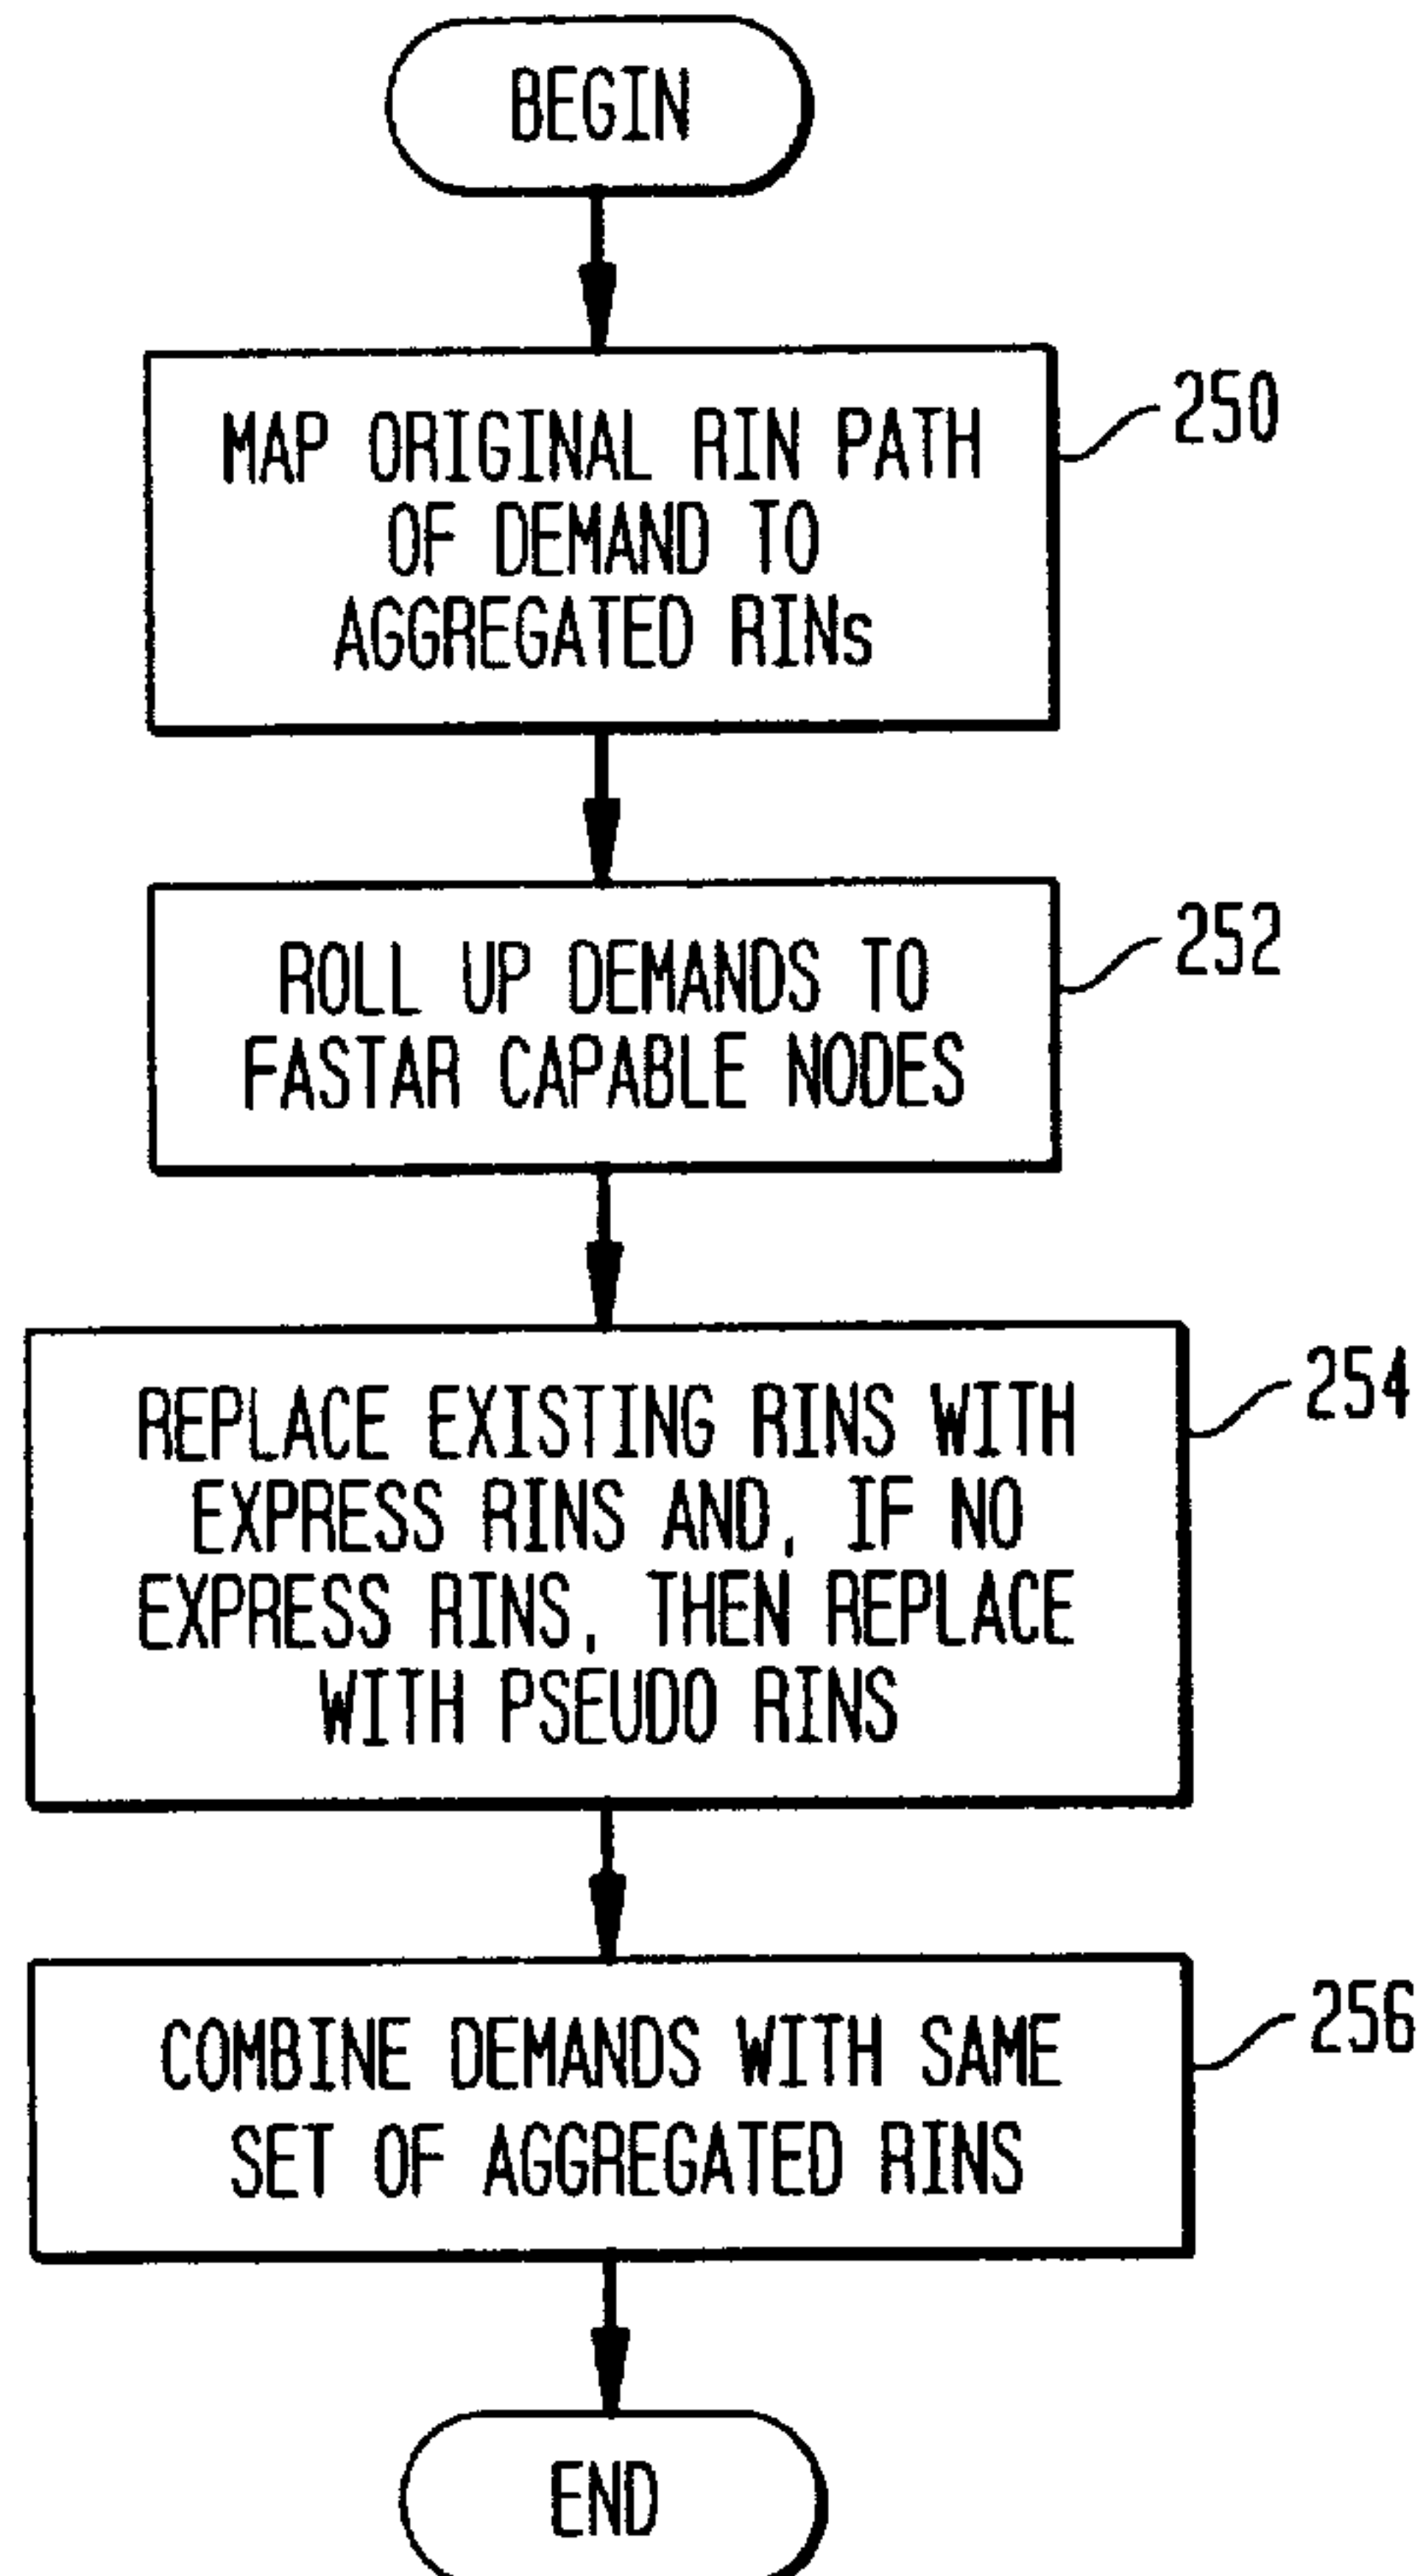 BEGIN
MAP ORIGINAL RIN PATH
OF DEMAND TO
AGGREGATED RINs
250
ROLL UP DEMANDS TO
FASTAR CAPABLE NODES
252
REPLACE EXISTING RINS WITH
EXPRESS RINS AND, IF NO
EXPRESS RINS, THEN REPLACE
WITH PSEUDO RINS
254
COMBINE DEMANDS WITH SAME
SET OF AGGREGATED RINS
256
END